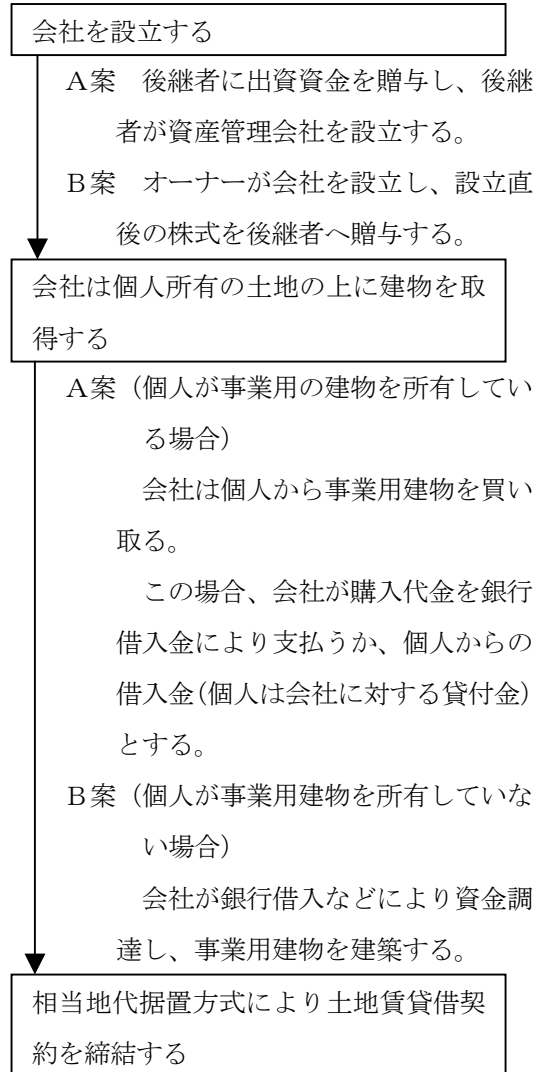 会社を設立する
A案　後継者に出資資金を贈与し、後継
者が資産管理会社を設立する。
B案　オーナーが会社を設立し、設立直
後の株式を後継者へ贈与する。
会社は個人所有の土地の上に建物を取
得する
A案（個人が事業用の建物を所有してい
る場合）
会社は個人から事業用建物を買い
取る。
この場合、会社が購入代金を銀行
借入金により支払うか、個人からの
借入金(個人は会社に対する貸付金)
とする。
B案（個人が事業用建物を所有していな
い場合）
会社が銀行借入などにより資金調
達し、事業用建物を建築する。
相当地代据置方式により土地賃貸借契
約を締結する